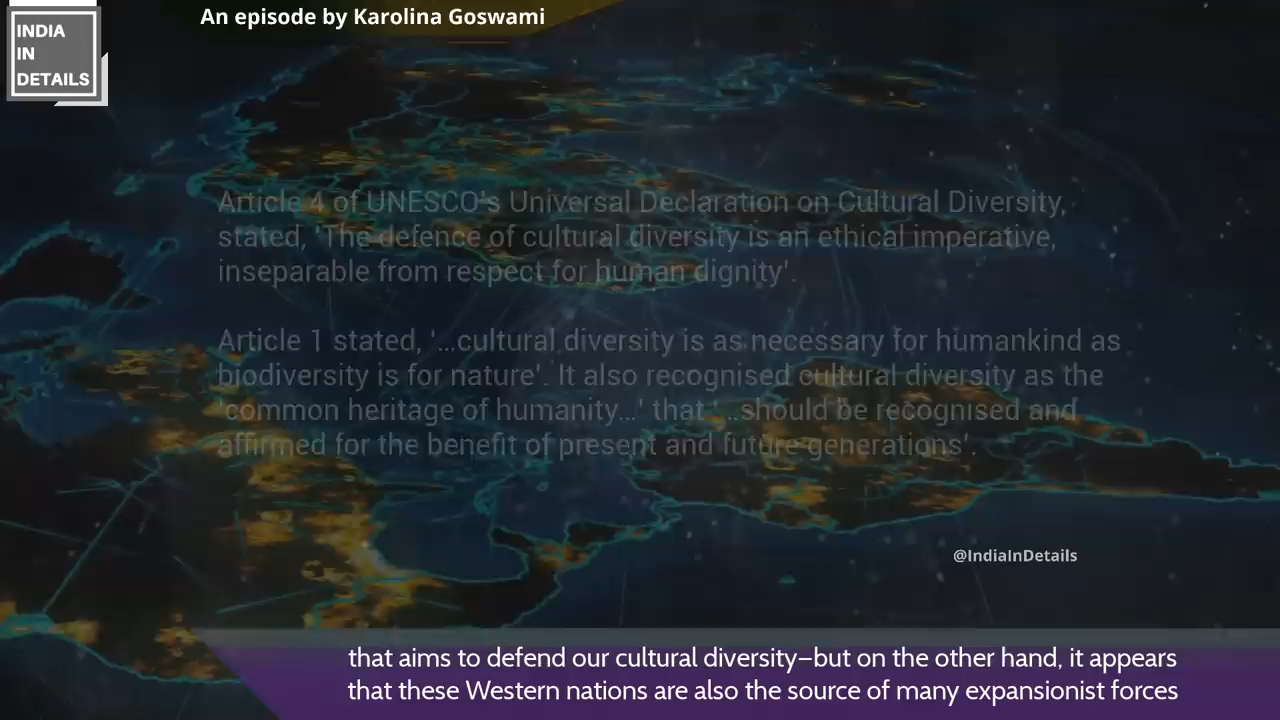 An episode by Karolina Goswami
INDIA
IN
DETAILS
Article 4 of UNESCO's Universal Declaration on Cultural Diversity,
stated, 'The defence of cultural diversity is an ethical imperative,
inseparable from respect for human dignity'.
Article 1 stated, '...cultural diversity is as necessary for humankind as
biodiversity is for nature'. It also recognised cultural diversity as the
'common heritage of humanity...' that '...should be recognised and
affirmed for the benefit of present and future generations'.
@IndiaInDetails
that aims to defend our cultural diversity–but on the other hand, it appears
that these Western nations are also the source of many expansionist forces